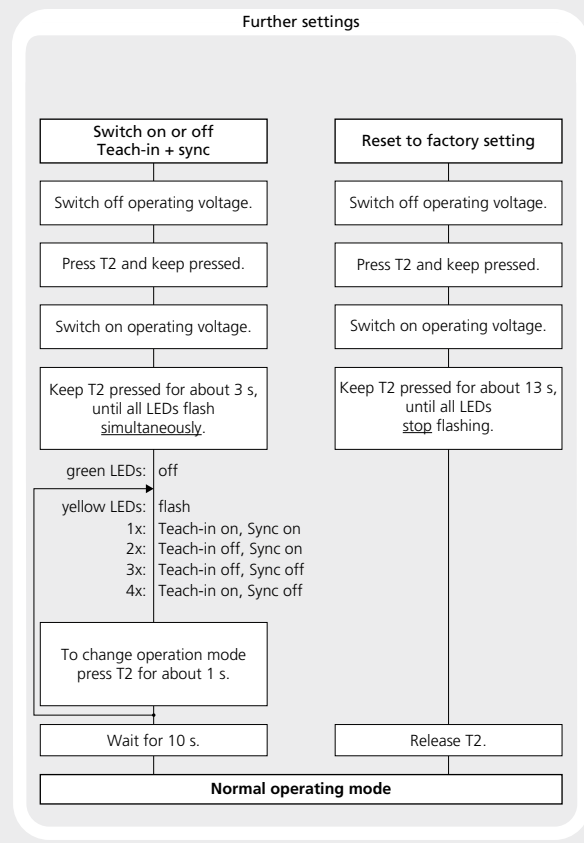 Further settings
Switch on or off
Teach-in + sync
Switch off operating voltage.
Press T2 and keep pressed.
Switch on operating voltage.
Keep T2 pressed for about 3 s,
until all LEDs flash
simultaneously.
green LEDs: off
yellow LEDs: flash
1x: Teach-in on, Sync on
2x: Teach-in off, Sync on
3x: Teach-in off, Sync off
4x: Teach-in on, Sync off
To change operation mode
press T2 for about 1 s.
Wait for 10 s.
Reset to factory setting
Switch off operating voltage.
Press T2 and keep pressed.
Switch on operating voltage.
Keep T2 pressed for about 13 s,
until all LEDs
stop flashing.
Release T2.
Normal operating mode